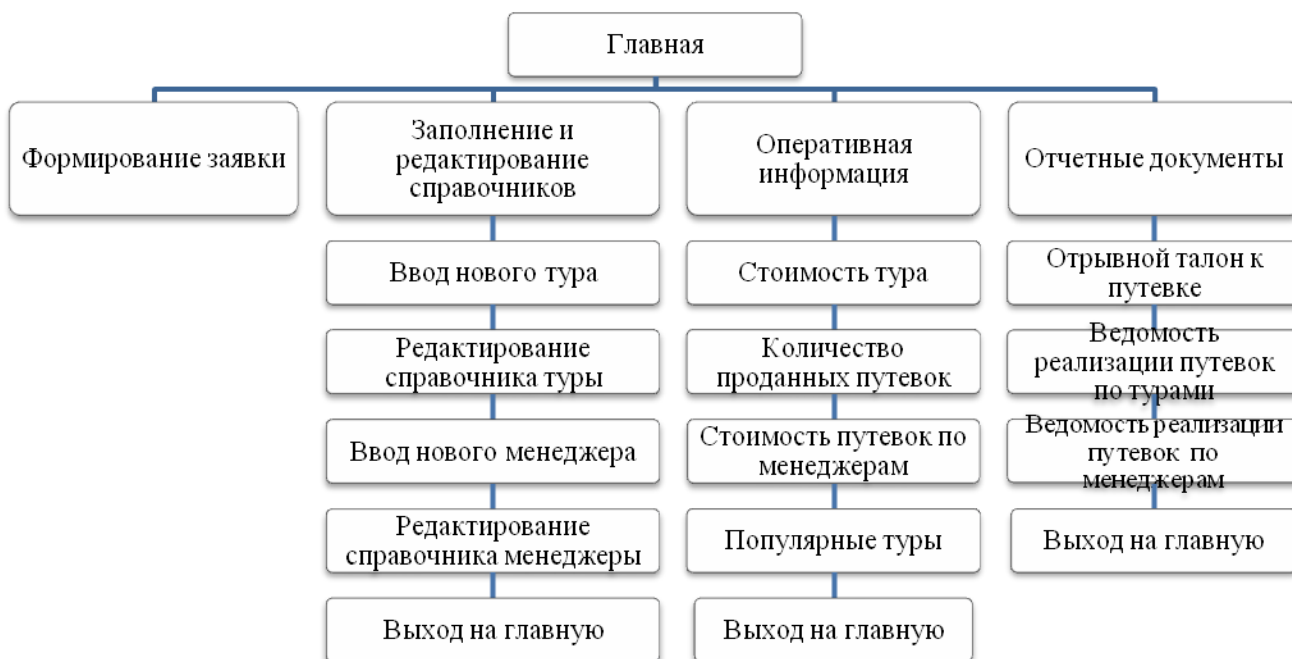 Главная
Формирование заявки
Заполнение и
редактирование
справочников
Оперативная
информация
Отчетные документы
Ввод нового тура
Стоимость тура
Отрывной талон к
путевке
Редактирование
справочника туры
Количество
проданных путевок
Ведомость
реализации путевок
по турами
Ввод нового менеджера
Стоимость путевок по
менеджерам
Ведомость реализации
путевок по
менеджерам
Редактирование
справочника менеджеры
Популярные туры
Выход на главную
Выход на главную
Выход на главную